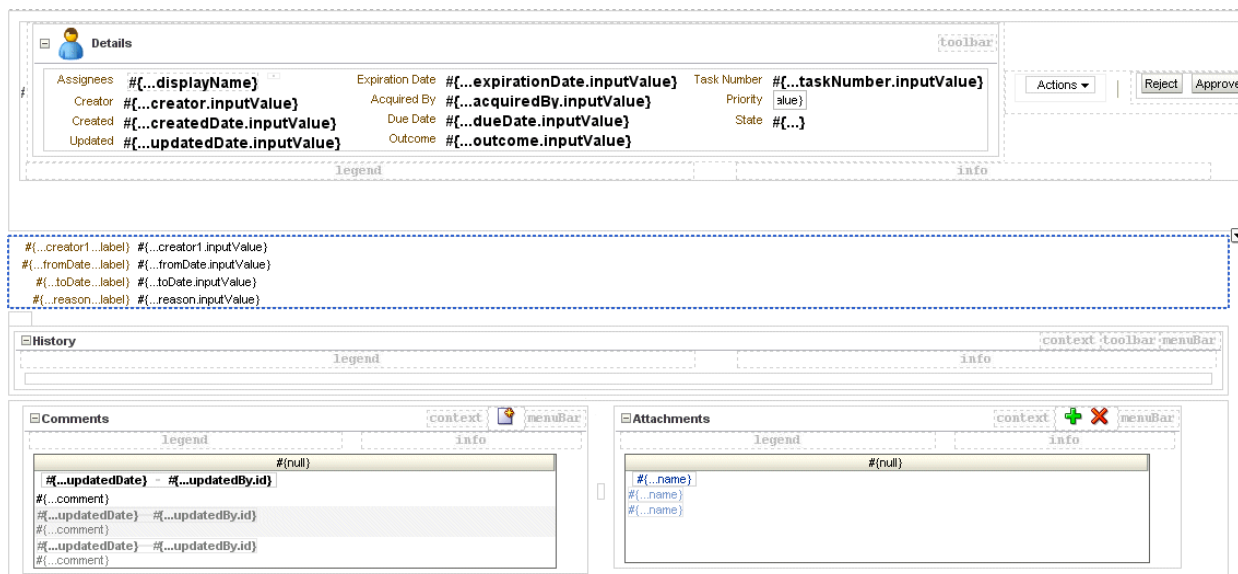 Details toolbar
Assignees #{...displayName} Expiration Date #{...expirationDate.inputValue} Task Number #{...taskNumber.inputValue}
# Creator #{...creator.inputValue} Acquired By #{...acquiredBy.inputValue} Priority alue} Actions Reject Approve
Created #{...createdDate.inputValue} Due Date #{...dueDate.inputValue} State #{...}
Updated #{...updatedDate.inputValue} Outcome #{...outcome.inputValue}
legend info
#{...creator1...label} #{...creator1.inputValue}
#{...fromDate...label} #{...fromDate.inputValue}
#{...toDate...label} #{...toDate.inputValue}
#{...reason...label} #{...reason.inputValue}
History context toolbar menuBar
legend info
Comments context menuBar Attachments context menuBar
legend info legend info
#{null} #{null}
#{...updatedDate} - #{...updatedBy.id} #{...name}
#{...comment} #{...name}
#{...updatedDate} #{...updatedBy.id} #{...name}
#{...comment}
#{...updatedDate} #{...updatedBy.id}
#{...comment}